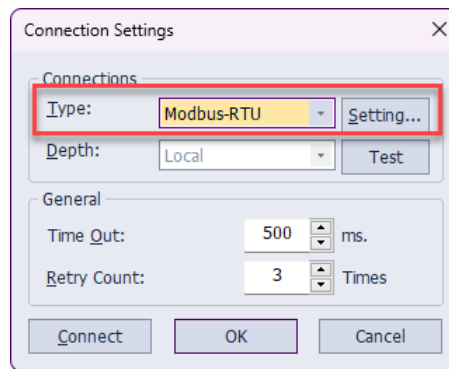 Connection Settings
Connections
Type: Modbus-RTU Setting...
Depth: Local Test
General
Time Out: 500 ms.
Retry Count: 3 Times
Connect OK Cancel